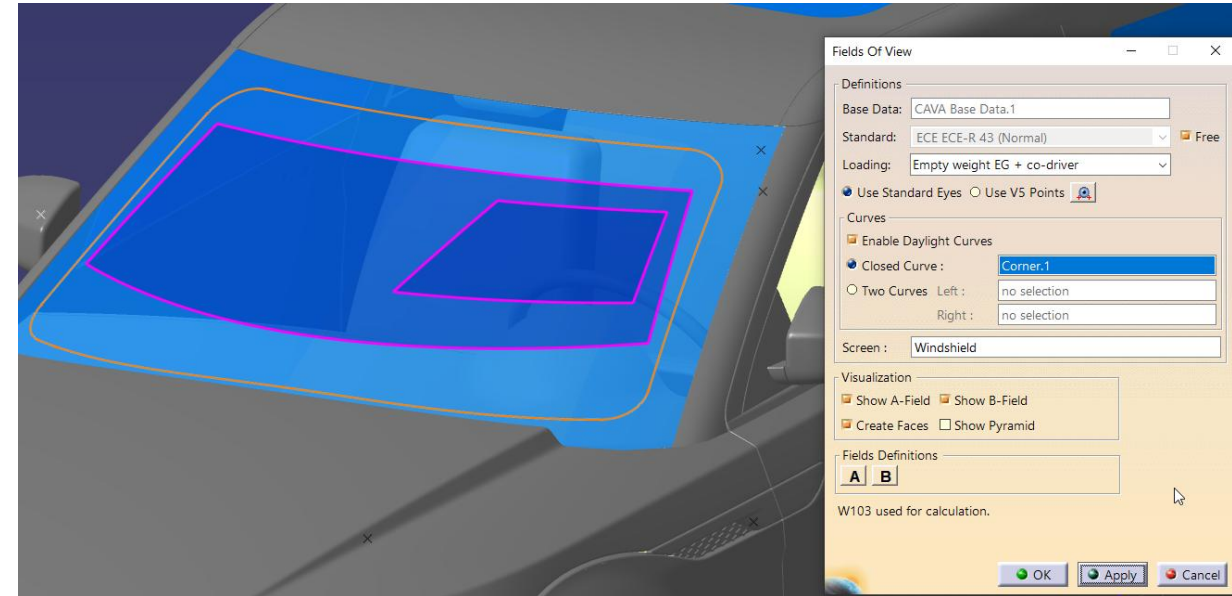 Fields Of View
Definitions
Base Data: CAVA Base Data.1
Standard: ECE ECE-R 43 (Normal) Free
Loading: Empty weight EG + co-driver
Use Standard Eyes Use V5 Points
Curves
Enable Daylight Curves
Closed Curve : Corner.1
Two Curves Left : no selection
Right : no selection
Screen : Windshield
Visualization
Show A-Field Show B-Field
Create Faces Show Pyramid
Fields Definitions
A B
W103 used for calculation.
OK Apply Cancel